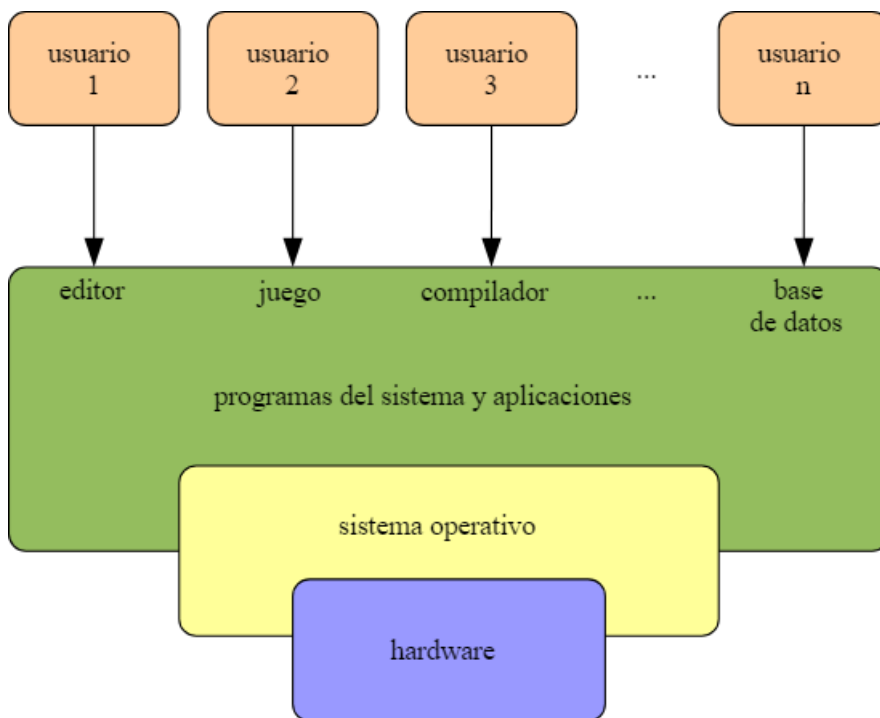 usuario
1
usuario
2
usuario
3
...
usuario
n
editor
juego
compilador
...
base
de datos
programas del sistema y aplicaciones
sistema operativo
hardware